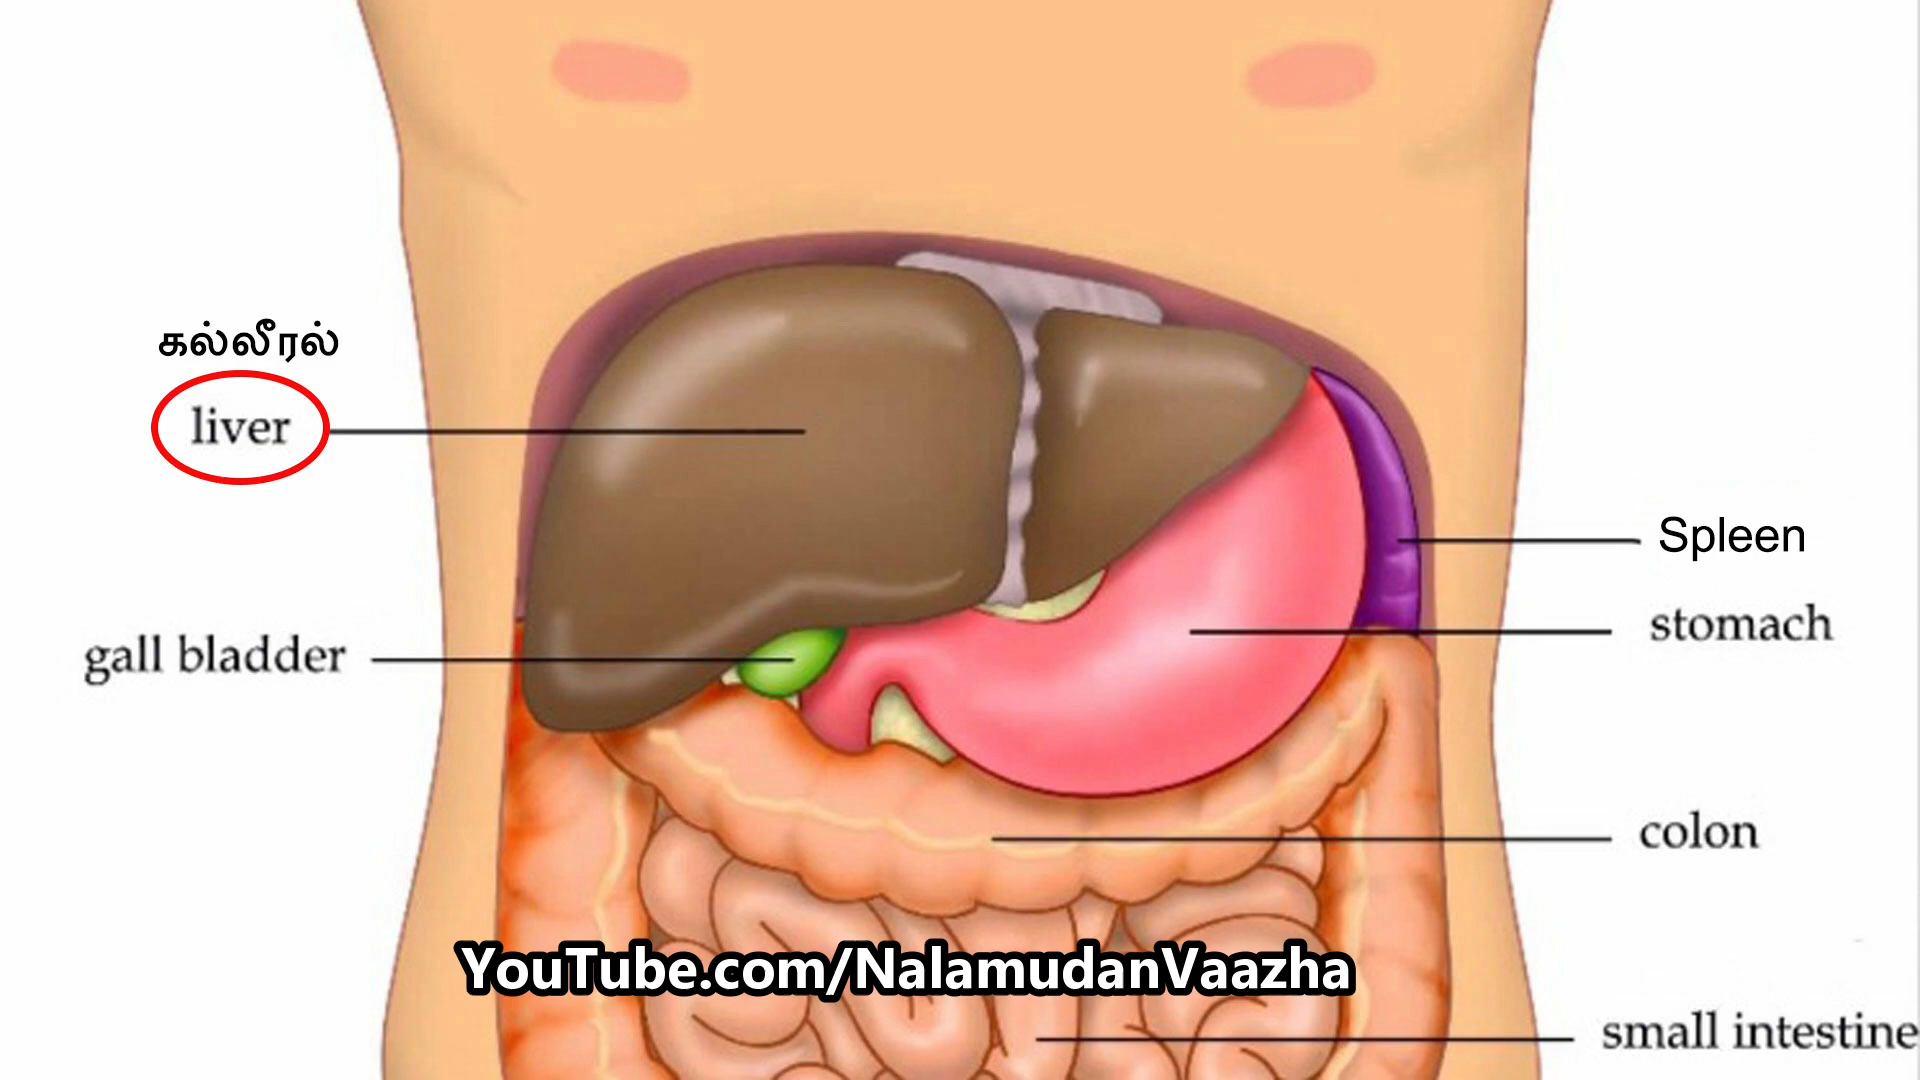 கல்லீரல்
liver
Spleen
stomach
gall bladder
colon
YouTube.com/NalamudanVaazha
small intestine